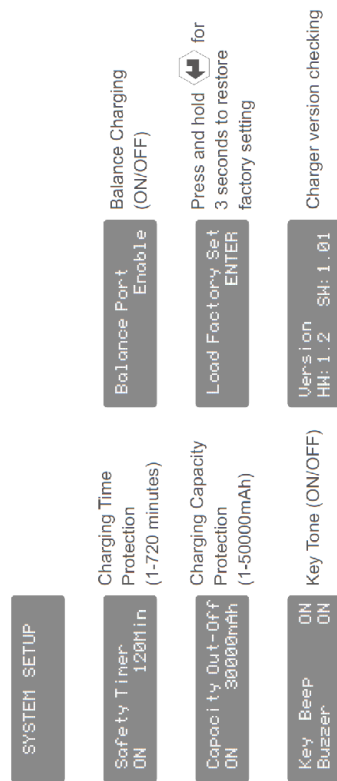 SYSTEM SETUP
Safety Timer
ON 120Min
Charging Time
Protection
(1-720 minutes)
Capacity Out-Off
ON 30000mAh
Charging Capacity
Protection
(1-50000mAh)
Key Beep ON
Buzzer ON
Key Tone (ON/OFF)
Balance Port
Enable
Balance Charging
(ON/OFF)
Load Factory Set
ENTER
Press and hold for
3 seconds to restore
factory setting
Version
HW:1.2 SW:1.01
Charger version checking